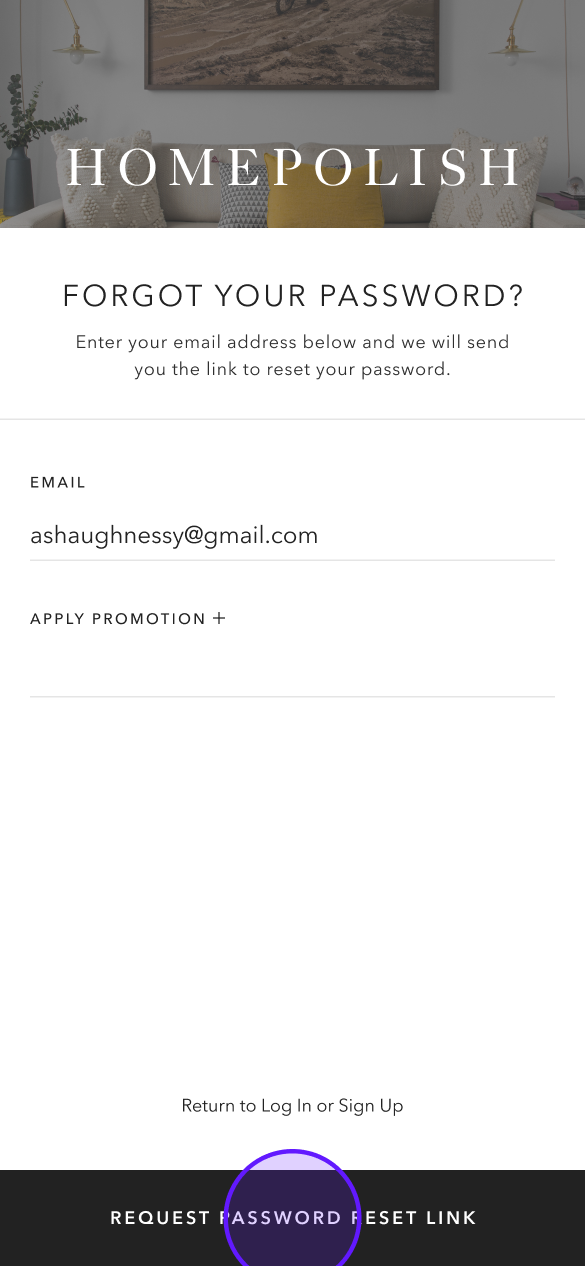 HOMEPOLISH
FORGOT YOUR PASSWORD?
Enter your email address below and we will send
you the link to reset your password.
EMAIL
ashaughnessy@gmail.com
APPLY PROMOTION +
Return to Log In or Sign Up
REQUEST PASSWORD RESET LINK